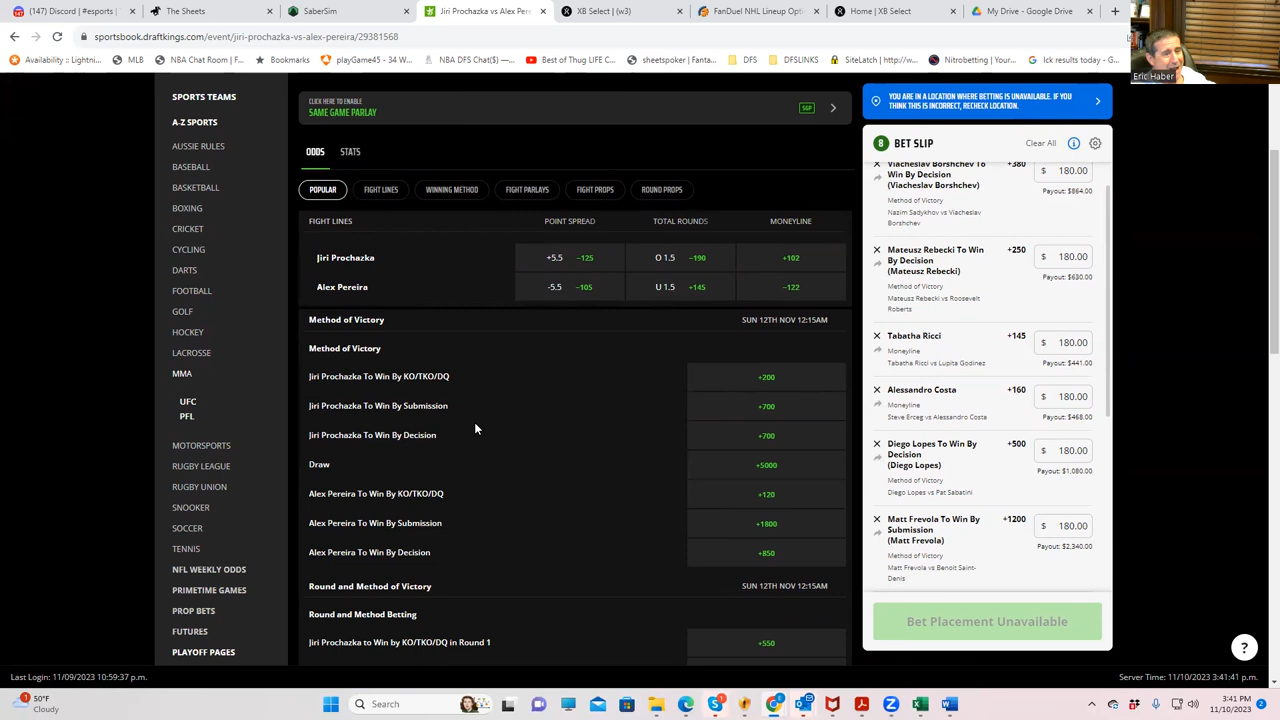 (147) Discord | #esports |
The Sheets
SaberSim
Jiri Prochazka vs Alex Pere
XB Select | (w3)
FanDuel NHL Lineup Opti
Home | XB Select
My Drive - Google Drive
sportsbook.draftkings.com/event/jiri-prochazka-vs-alex-pereira/29381568
Availability :: Lightni...
MLB
NBA Chat Room | F...
Bookmarks
playGame45 - 3 W...
NBA DFS Chat($) —...
Best of The LIFE C...
sheetspoker | Fanta...
DFS
DFSLINKS
SiteLatch | http://w...
Nitrobetting | Your...
Ick results today - G...
Eric Haber
SPORTS TEAMS
A-Z SPORTS
AUSSIE RULES
BASEBALL
BASKETBALL
BOXING
CRICKET
CYCLING
DARTS
FOOTBALL
GOLF
HOCKEY
LACROSSE
MMA
UFC
PFL
MOTORSPORTS
RUGBY LEAGUE
RUGBY UNION
SNOOKER
SOCCER
TENNIS
NFL WEEKLY ODDS
PRIMETIME GAMES
PROP BETS
FUTURES
PLAYOFF PAGES
CLICK HERE TO ENABLE
SAME GAME PARLAY
SGP
ODDS STATS
POPULAR FIGHT LINES WINNING METHOD FIGHT PARLAYS FIGHT PROPS ROUND PROPS
FIGHT LINES POINT SPREAD TOTAL ROUNDS MONEYLINE
Jiri Prochazka +3.5 −125 O 1.5 −190 +102
Alex Pereira -5.5 −105 U 1.5 +145 −122
Method of Victory SUN 12TH NOV 12:15AM
Method of Victory
Jiri Prochazka To Win By KO/TKO/DQ +200
Jiri Prochazka To Win By Submission +700
Jiri Prochazka To Win By Decision +700
Draw +5000
Alex Pereira To Win By KO/TKO/DQ +120
Alex Pereira To Win By Submission +1800
Alex Pereira To Win By Decision +850
Round and Method of Victory SUN 12TH NOV 12:15AM
Round and Method Betting
Jiri Prochazka to Win by KO/TKO/DQ in Round 1 +550
YOU ARE IN A LOCATION WHERE BETTING IS UNAVAILABLE. IF YOU
THINK THIS IS INCORRECT, RECHECK LOCATION.
8 BET SLIP Clear All
Viacheslav Borshchev To +380
Win By Decision $ 180.00
(Viacheslav Borshchev) Payout: $864.00
Method of Victory
Nazim Sadykhov vs Viacheslav
Borshchev
Mateusz Rebecki To Win +250
By Decision $ 180.00
(Mateusz Rebecki) Payout: $630.00
Method of Victory
Mateusz Rebecki vs Roosevelt
Roberts
Tabatha Ricci +145 $ 180.00
Moneyline
Tabatha Ricci vs Lupita Godinez Payout: $441.00
Alessandro Costa +160 $ 180.00
Moneyline
Steve Erceg vs Alessandro Costa Payout: $468.00
Diego Lopes To Win By +500
Decision $ 180.00
(Diego Lopes) Payout: $1,080.00
Method of Victory
Diego Lopes vs Pat Sabatini
Matt Frevola To Win By +1200
Submission $ 180.00
(Matt Frevola) Payout: $2,340.00
Method of Victory
Matt Frevola vs Benoit Saint-
Denis
Bet Placement Unavailable
?
Last Login: 11/09/2023 10:59:37 p.m. Server Time: 11/10/2023 3:41:41 p.m.
50°F
Cloudy
Search
3:41 PM
11/10/2023